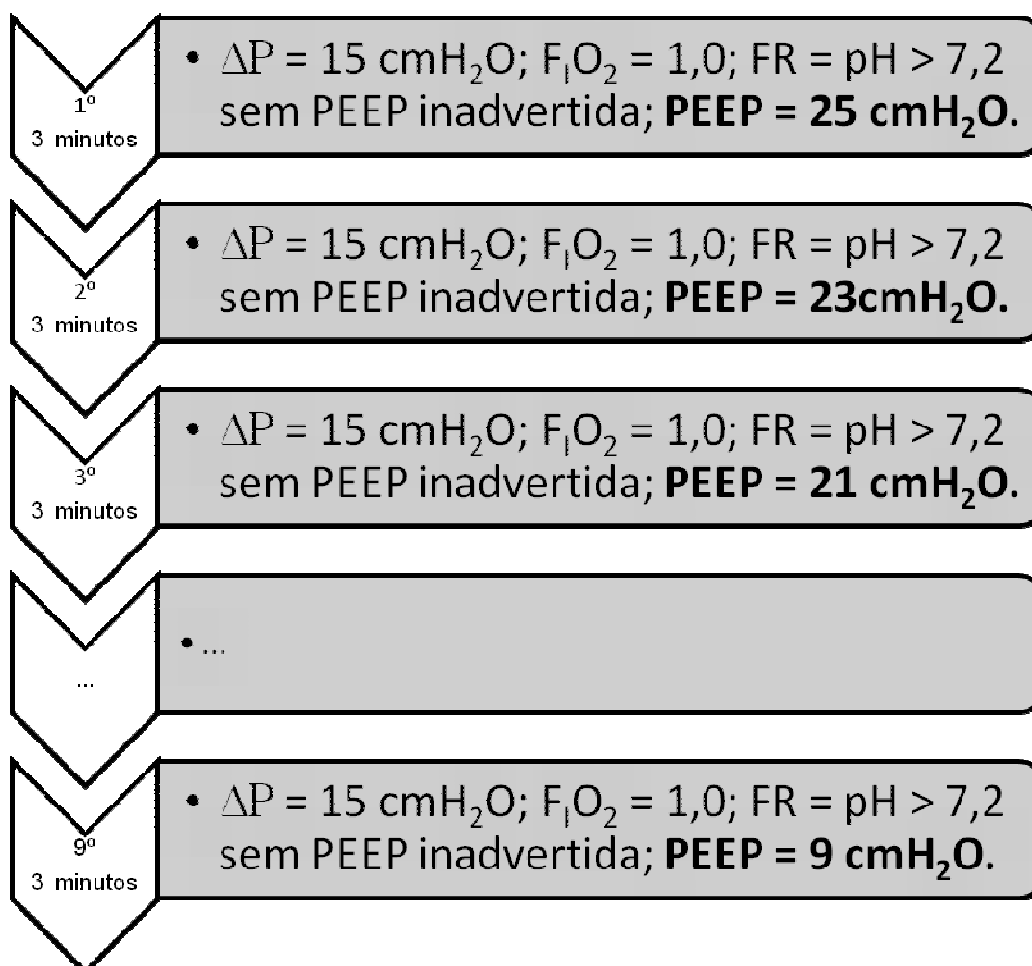 1º
3 minutos
• ΔP = 15 cmH₂O; FᵢO₂ = 1,0; FR = pH > 7,2
sem PEEP inadvertida; PEEP = 25 cmH₂O.
2º
3 minutos
• ΔP = 15 cmH₂O; FᵢO₂ = 1,0; FR = pH > 7,2
sem PEEP inadvertida; PEEP = 23cmH₂O.
3º
3 minutos
• ΔP = 15 cmH₂O; FᵢO₂ = 1,0; FR = pH > 7,2
sem PEEP inadvertida; PEEP = 21 cmH₂O.
...
• ...
9º
3 minutos
• ΔP = 15 cmH₂O; FᵢO₂ = 1,0; FR = pH > 7,2
sem PEEP inadvertida; PEEP = 9 cmH₂O.